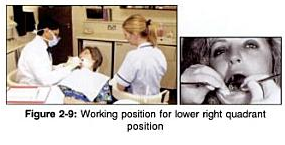 Figure 2-9: Working position for lower right quadrant
position